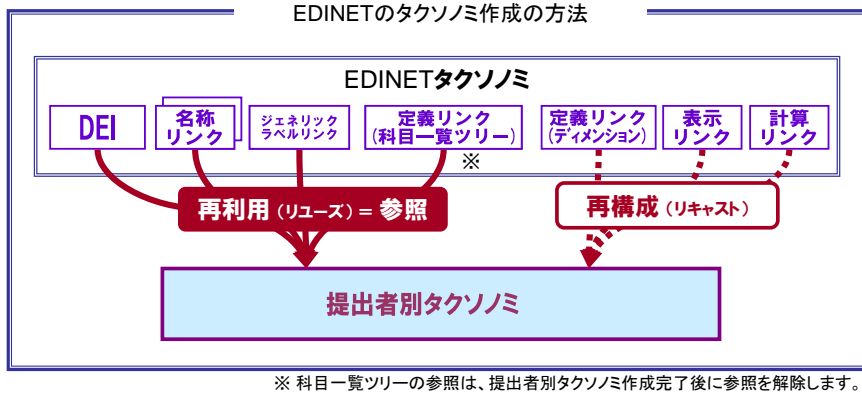 EDINETのタクソノミ作成の方法
EDINETタクソノミ
DEI
名称
リンク
ジェネリック
ラベルリンク
定義リンク
(科目一覧ツリー)
定義リンク
(ディメンション)
表示
リンク
計算
リンク
※
再利用(リユーズ)= 参照
再構成(リキャスト)
提出者別タクソノミ
※ 科目一覧ツリーの参照は、提出者別タクソノミ作成完了後に参照を解除します。